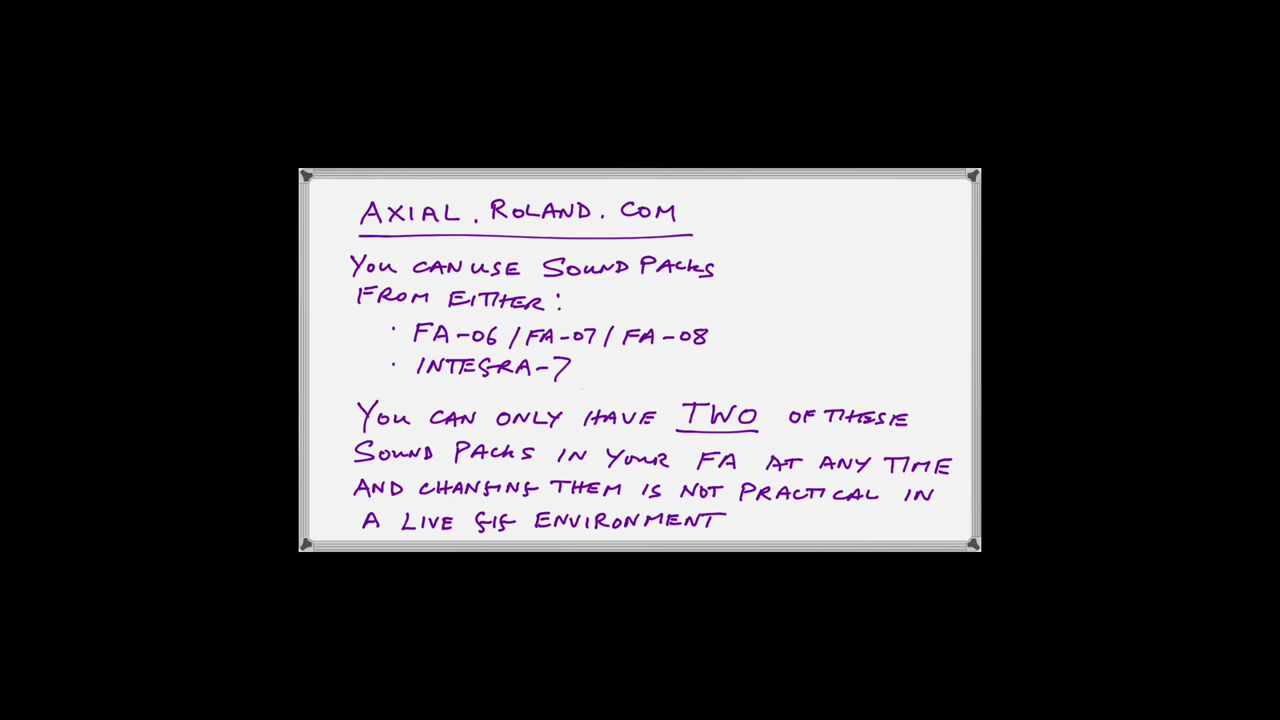 AXIAL.ROLAND.COM
YOU CAN USE SOUND PACKS
FROM EITHER:
· FA-06 / FA-07 / FA-08
· INTEGRA-7
YOU CAN ONLY HAVE TWO OF THESE
SOUND PACKS IN YOUR FA AT ANY TIME
AND CHANGING THEM IS NOT PRACTICAL IN
A LIVE GIG ENVIRONMENT